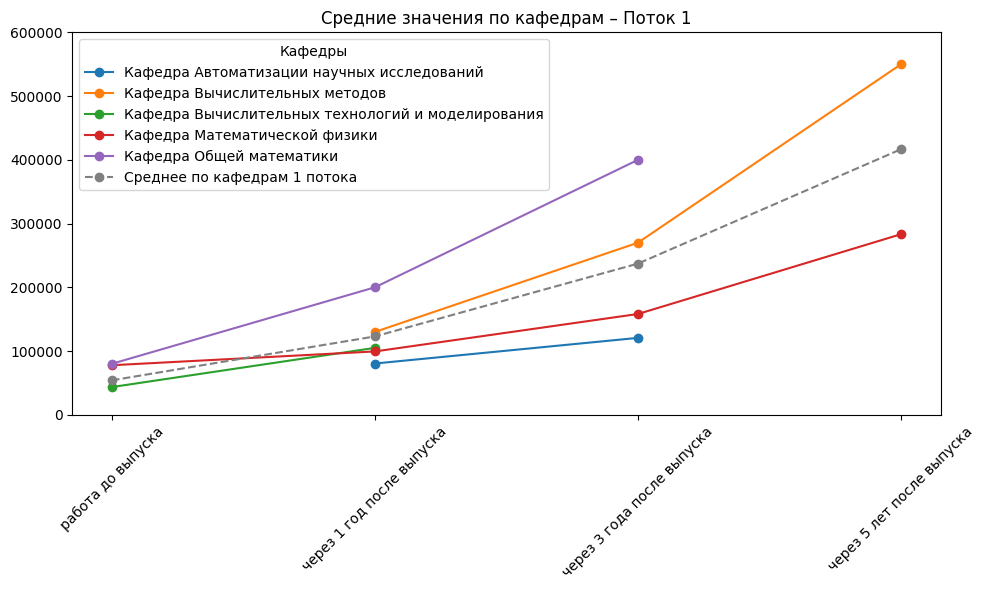 Средние значения по кафедрам – Поток 1
600000
500000
400000
300000
200000
100000
0
Кафедры
Кафедра Автоматизации научных исследований
Кафедра Вычислительных методов
Кафедра Вычислительных технологий и моделирования
Кафедра Математической физики
Кафедра Общей математики
Среднее по кафедрам 1 потока
работа до выпуска
через 1 год после выпуска
через 3 года после выпуска
через 5 лет после выпуска